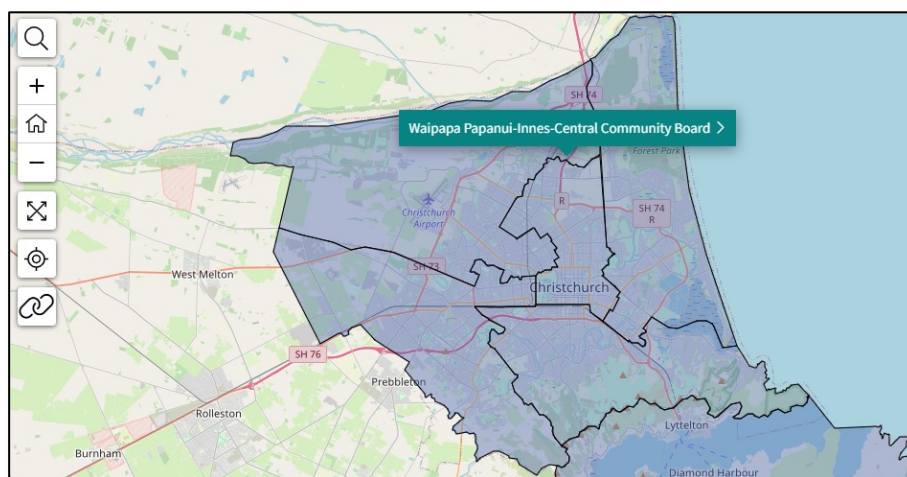 SH 74
Waipapa Papanui-Innes-Central Community Board
Forest Park
Christchurch
Airport
R
SH 74
R
West Melton
SH 73
Christchurch
SH 76
Prebbleton
Rolleston
Lyttelton
Burnham
Diamond Harbour